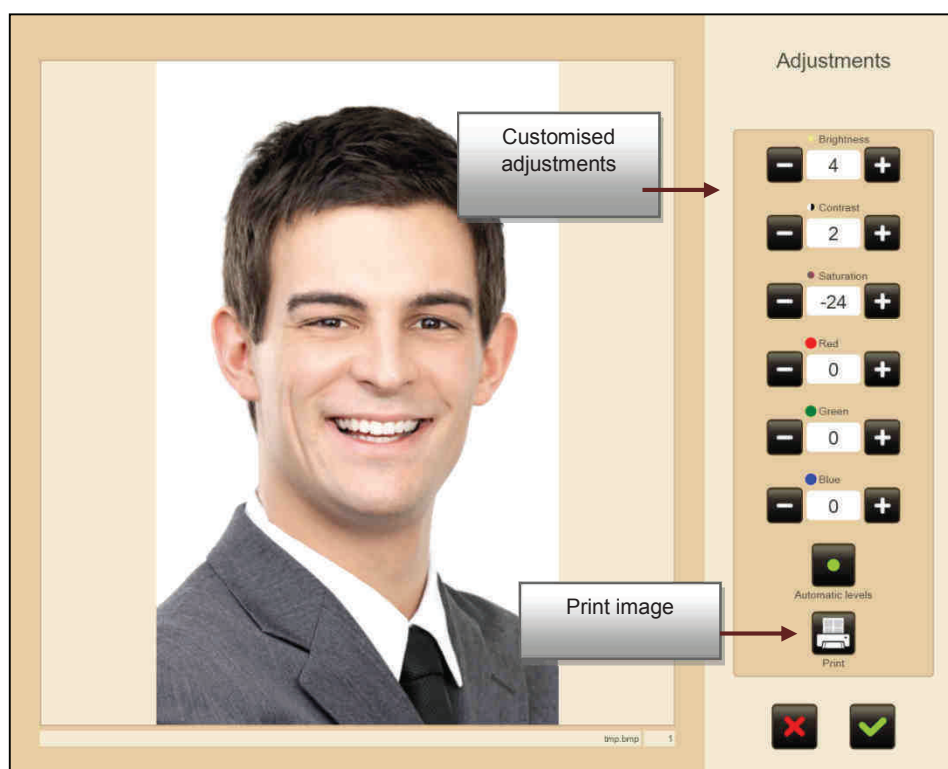 Adjustments
Customised
adjustments
Brightness
4
Contrast
2
Saturation
-24
Red
0
Green
0
Blue
0
Automatic levels
Print image
Print
tmp.bmp 1